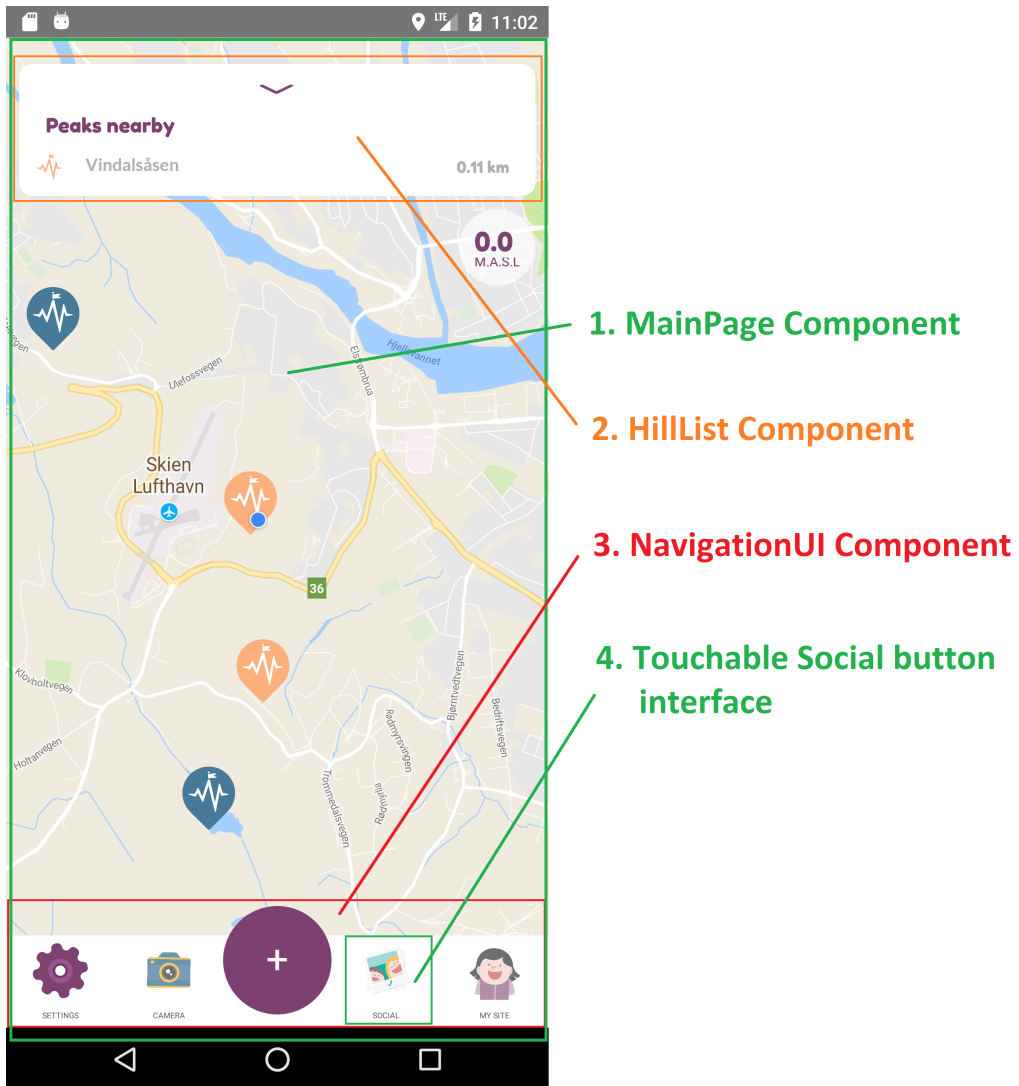 LTE 11:02
Peaks nearby
Vindalsåsen 0.11 km
0.0
M.A.S.L
Hjellevannet
Elstrømbrua
Ulefossvegen
Skien
Lufthavn
36
Klovholtvegen
Holtanvegen
Bjørntvedtvegen
Bedriftsvegen
Rødmyrsvingen
Rødmyrlia
Trommedalsvegen
+
SETTINGS
CAMERA
SOCIAL
MY SITE
1. MainPage Component
2. HillList Component
3. NavigationUI Component
4. Touchable Social button
interface